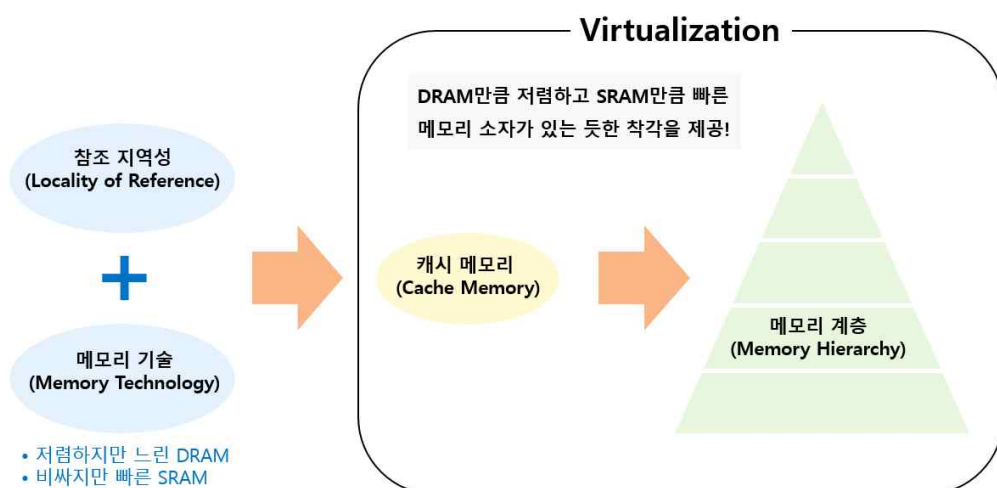 Virtualization
DRAM만큼 저렴하고 SRAM만큼 빠른
메모리 소자가 있는 듯한 착각을 제공!
참조 지역성
(Locality of Reference)
+
메모리 기술
(Memory Technology)
• 저렴하지만 느린 DRAM
• 비싸지만 빠른 SRAM
캐시 메모리
(Cache Memory)
메모리 계층
(Memory Hierarchy)